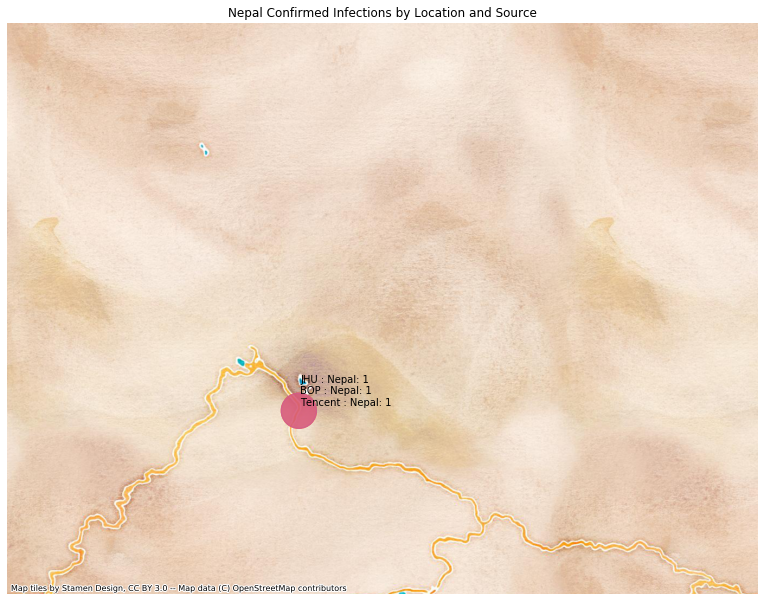 Nepal Confirmed Infections by Location and Source
JHU : Nepal: 1
BOP : Nepal: 1
Tencent : Nepal: 1
Map tiles by Stamen Design, CC BY 3.0 -- Map data (C) OpenStreetMap contributors